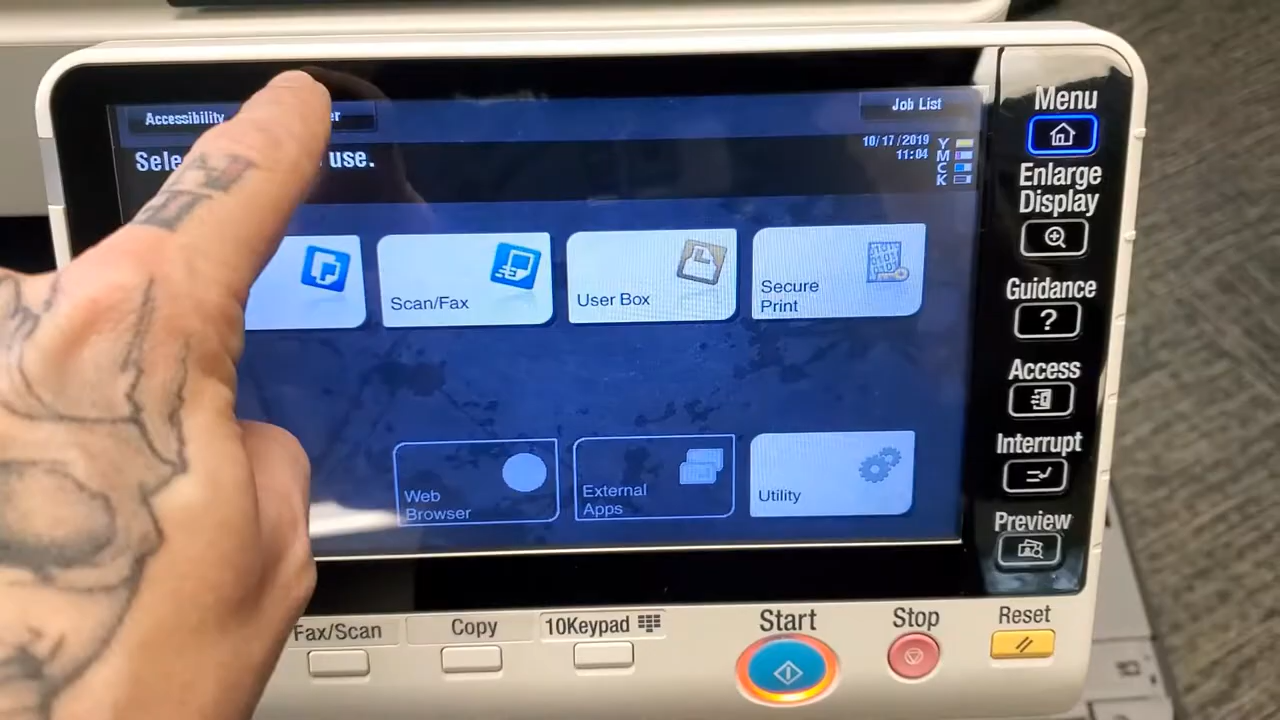 Accessibility
Job List
10/17/2019
11:04
Y
M
C
K
use.
Scan/Fax
User Box
Secure
Print
Web
Browser
External
Apps
Utility
Menu
Enlarge
Display
Guidance
?
Access
Interrupt
Preview
Fax/Scan
Copy
10Keypad
Start
Stop
Reset